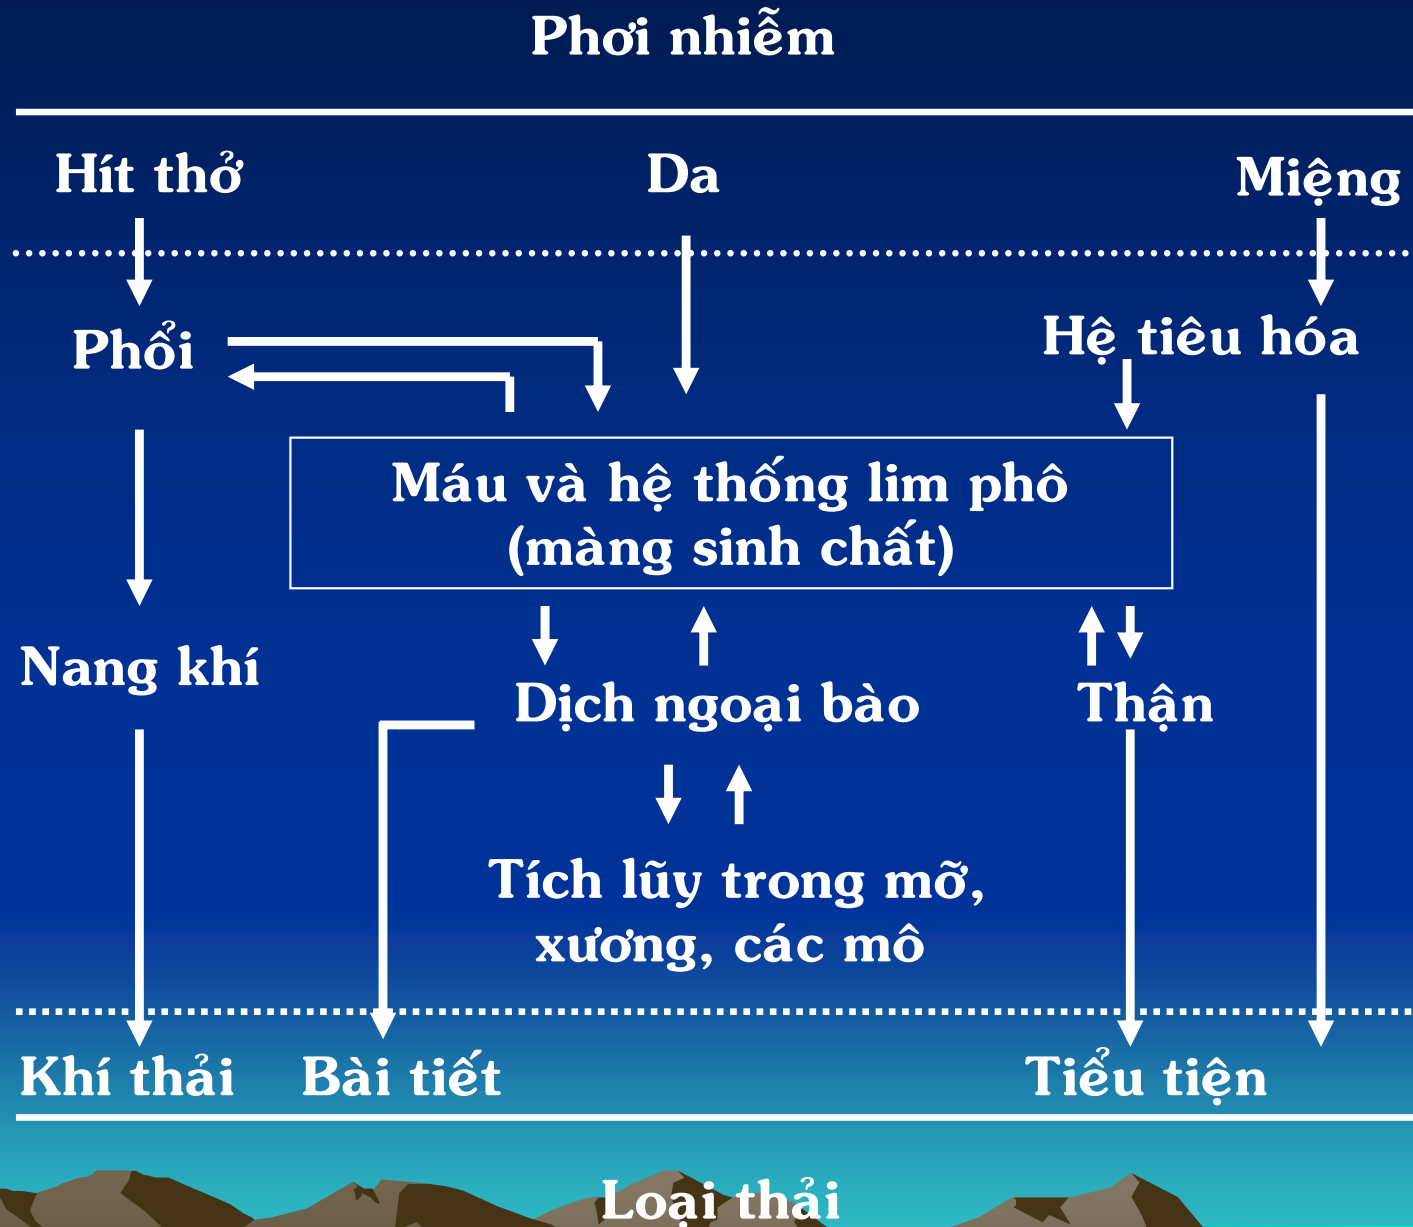 Phơi nhiễm
Hít thở
Da
Miệng
Phổi
Hệ tiêu hóa
Máu và hệ thống lim phô
(màng sinh chất)
Nang khí
Dịch ngoại bào
Thận
Tích lũy trong mỡ,
xương, các mô
Khí thải
Bài tiết
Tiểu tiện
Loại thải